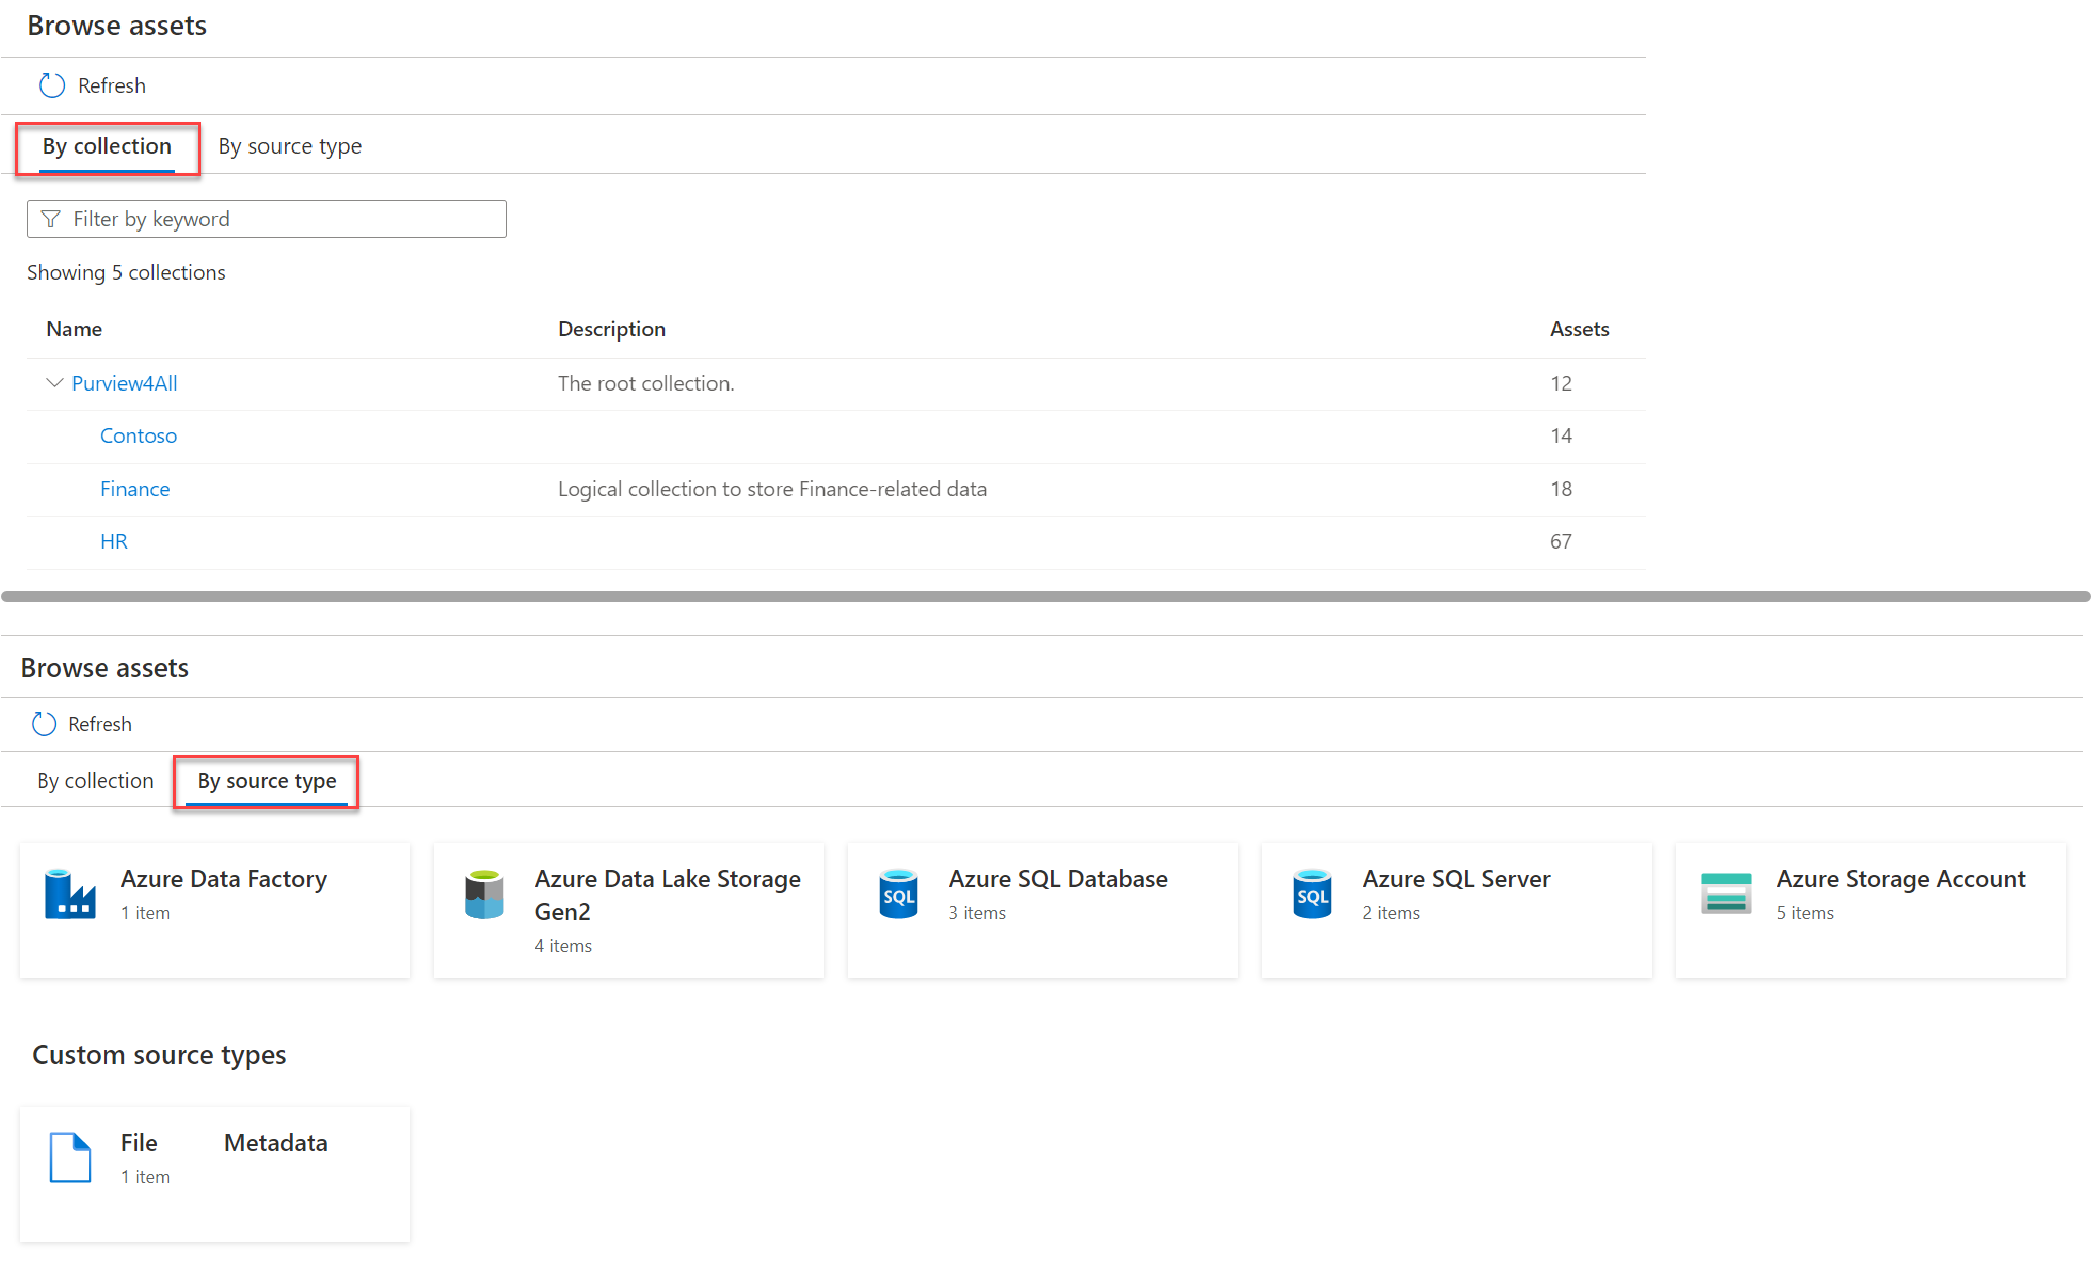 Browse assets
Refresh
By collection By source type
Filter by keyword
Showing 5 collections
Name Description Assets
Purview4All The root collection. 12
Contoso 14
Finance Logical collection to store Finance-related data 18
HR 67
Browse assets
Refresh
By collection By source type
Azure Data Factory
1 item
Azure Data Lake Storage
Gen2
4 items
SQL
Azure SQL Database
3 items
SQL
Azure SQL Server
2 items
Azure Storage Account
5 items
Custom source types
File Metadata
1 item